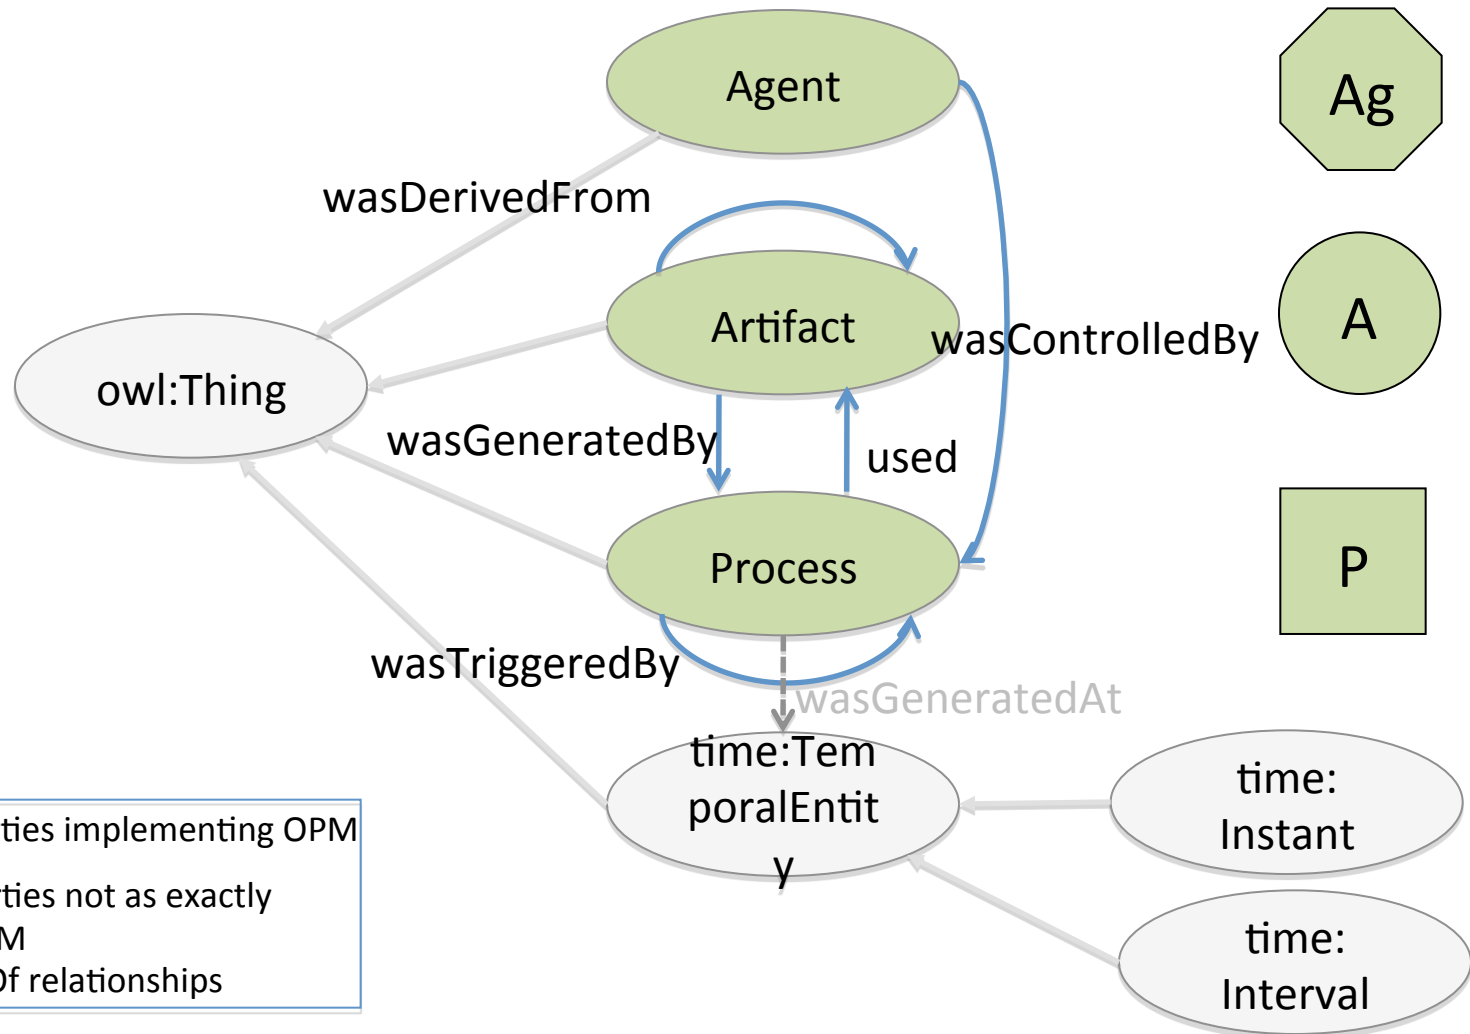 Agent
Ag
wasDerivedFrom
Artifact
A
wasControlledBy
owl:Thing
wasGeneratedBy
used
Process
P
wasTriggeredBy
wasGeneratedAt
time:Tem
poralEntit
y
time:
Instant
time:
Interval
ties implementing OPM
rties not as exactly
M
Of relationships